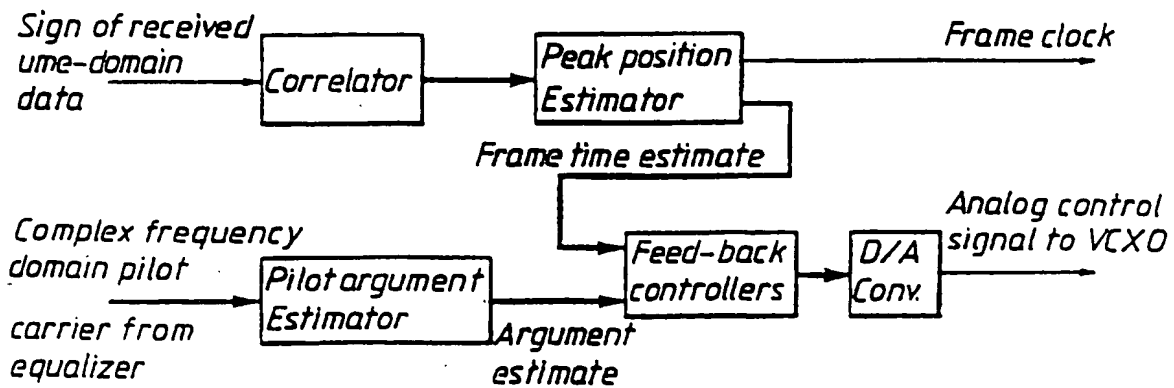 Sign of received
ume-domain
data
Correlator
Peak position
Estimator
Frame clock
Frame time estimate
Complex frequency
domain pilot
carrier from
equalizer
Pilot argument
Estimator
Argument
estimate
Feed-back
controllers
D/A
Conv.
Analog control
signal to VCXO